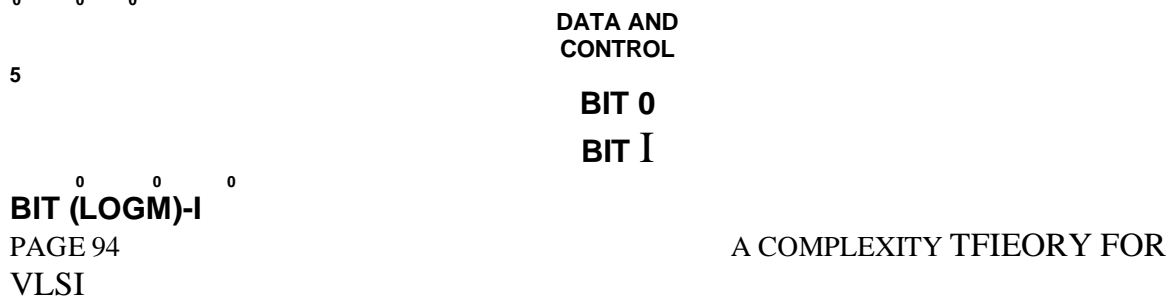 0 0 0
DATA AND
CONTROL
5
BIT 0
BIT I
0 0 0
BIT (LOGM)-I
PAGE 94 A COMPLEXITY TFIEORY FOR
VLSI